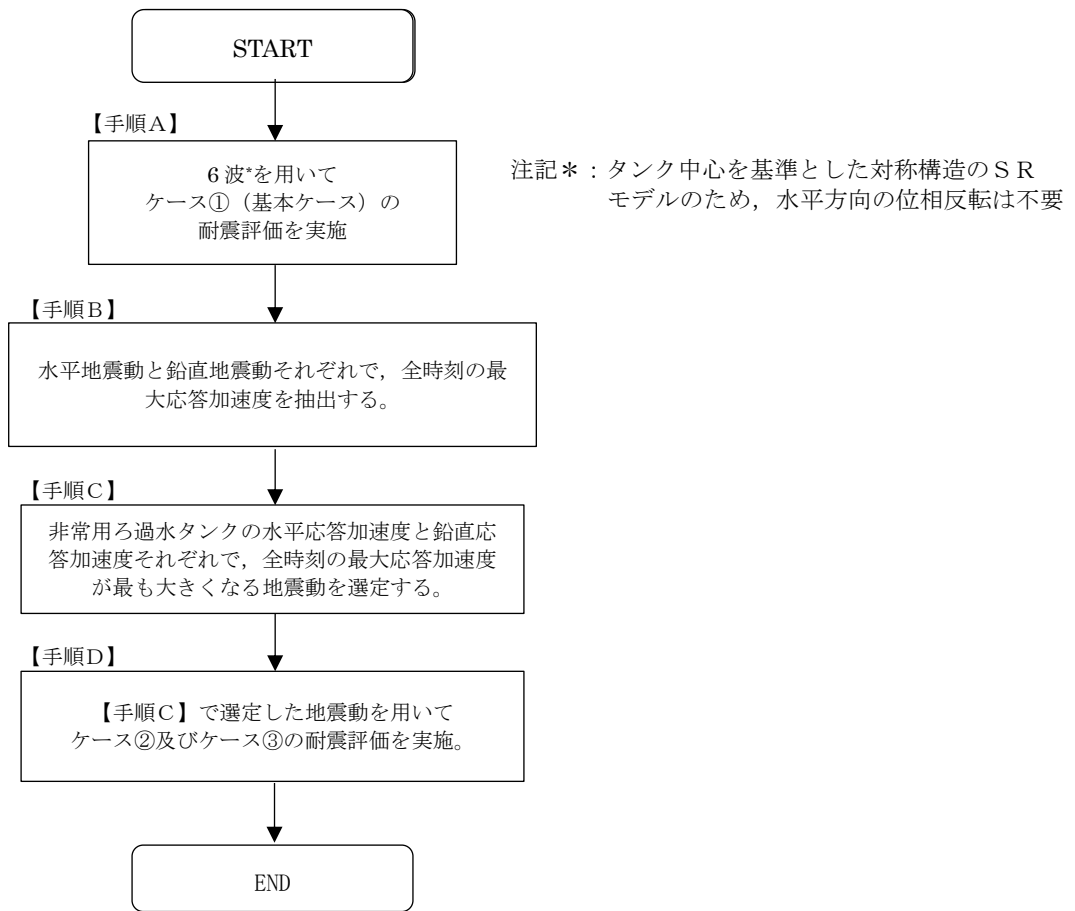 START
【手順A】
6波*を用いて
ケース①（基本ケース）の
耐震評価を実施
注記＊：タンク中心を基準とした対称構造のＳＲ
モデルのため，水平方向の位相反転は不要
【手順B】
水平地震動と鉛直地震動それぞれで，全時刻の最
大応答加速度を抽出する。
【手順C】
非常用ろ過水タンクの水平応答加速度と鉛直応
答加速度それぞれで，全時刻の最大応答加速度
が最も大きくなる地震動を選定する。
【手順D】
【手順C】で選定した地震動を用いて
ケース②及びケース③の耐震評価を実施。
END